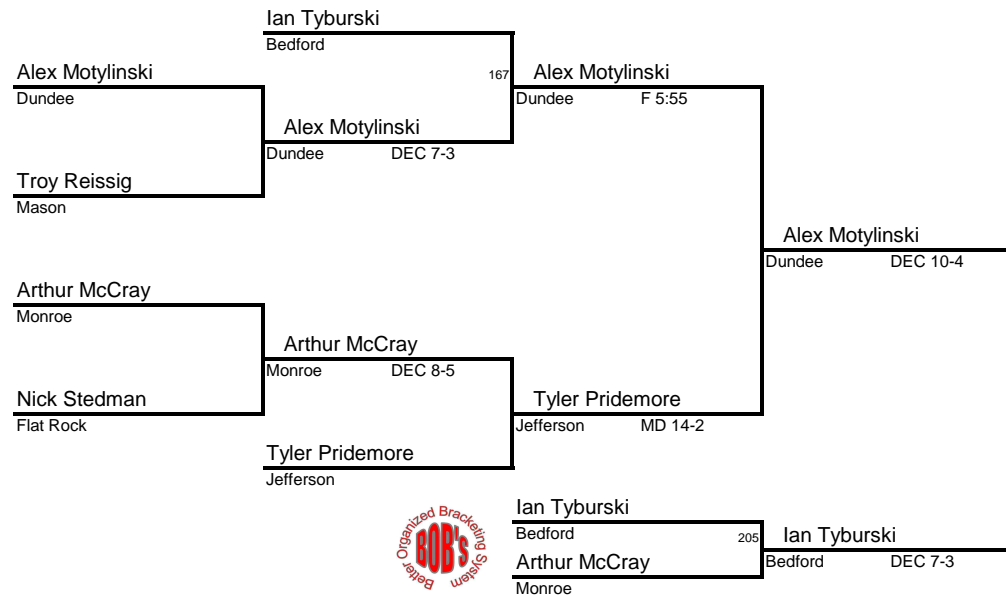 Ian Tyburski
Bedford
Alex Motylinski
Dundee
167
Alex Motylinski
Dundee F 5:55
Alex Motylinski
Dundee DEC 7-3
Troy Reissig
Mason
Alex Motylinski
Dundee DEC 10-4
Arthur McCray
Monroe
Arthur McCray
Monroe DEC 8-5
Nick Stedman
Flat Rock
Tyler Pridemore
Jefferson MD 14-2
Tyler Pridemore
Jefferson
Better Organized Bracketing System
BOB's
Ian Tyburski
Bedford
205
Ian Tyburski
Bedford DEC 7-3
Arthur McCray
Monroe